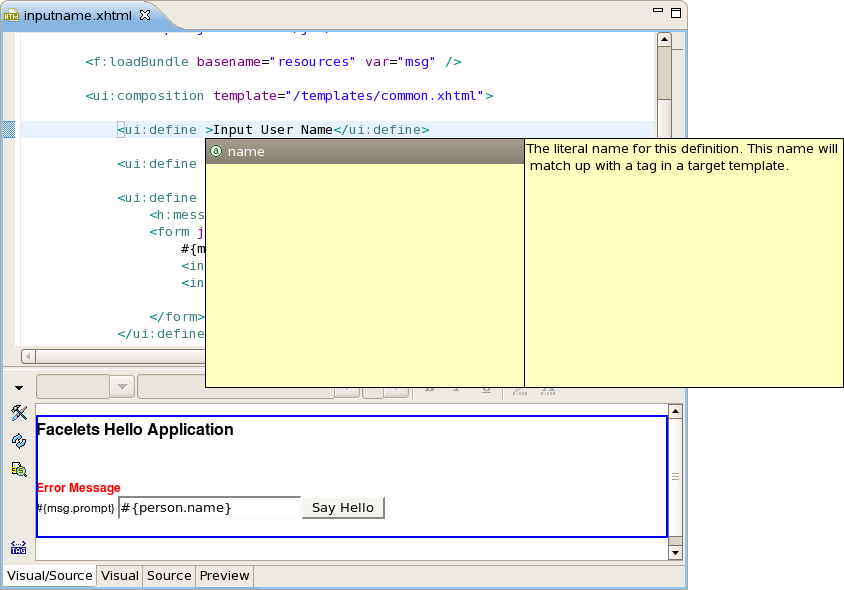 inputname.xhtml
<f:loadBundle basename="resources" var="msg" />
<ui:composition template="/templates/common.xhtml">
<ui:define >Input User Name</ui:define>
name
The literal name for this definition. This name will
match up with a tag in a target template.
<ui:define
<ui:define
<h:mess
<form j
#{m
<in
<in
</form>
</ui:define
Facelets Hello Application
Error Message
#{msg.prompt} #{person.name} Say Hello
TAG
Visual/Source Visual Source Preview